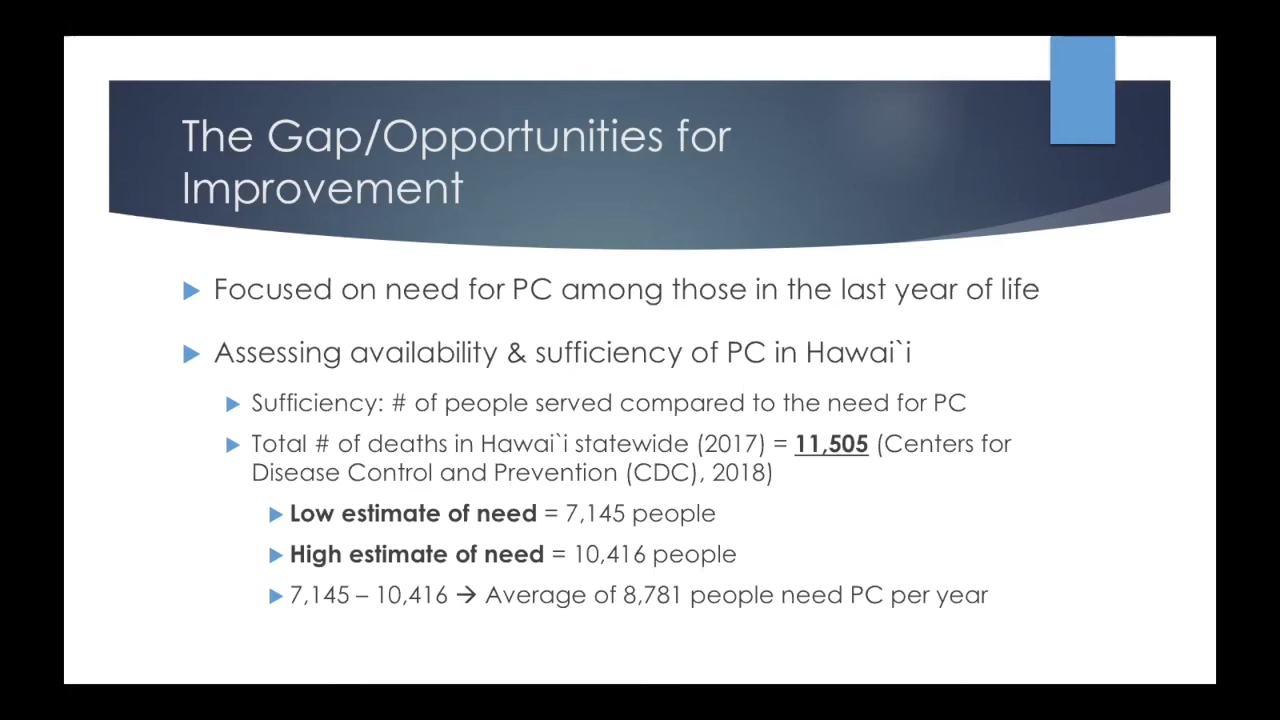 The Gap/Opportunities for
Improvement
Focused on need for PC among those in the last year of life
Assessing availability & sufficiency of PC in Hawai`i
Sufficiency: # of people served compared to the need for PC
Total # of deaths in Hawai`i statewide (2017) = 11,505 (Centers for
Disease Control and Prevention (CDC), 2018)
Low estimate of need = 7,145 people
High estimate of need = 10,416 people
7,145 – 10,416 → Average of 8,781 people need PC per year